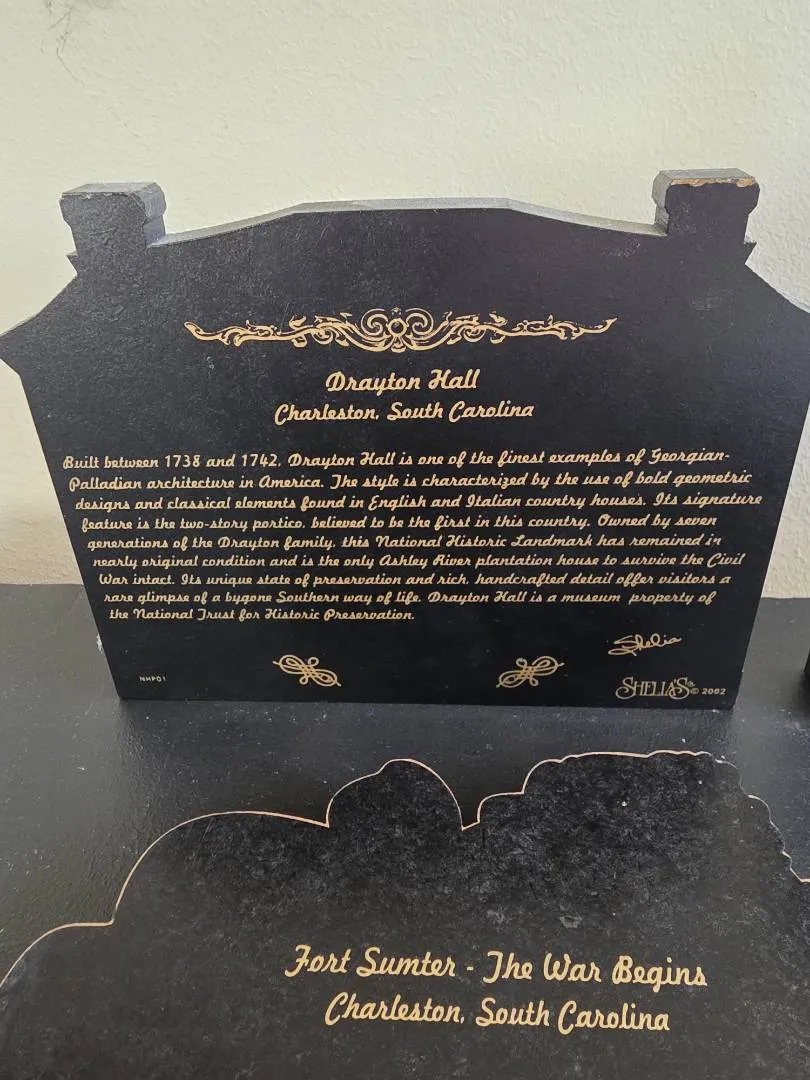 Drayton Hall
Charleston, South Carolina
Built between 1738 and 1742, Drayton Hall is one of the finest examples of Georgian-
Palladian architecture in America. The style is characterized by the use of bold geometric
designs and classical elements found in English and Italian country houses. Its signature
feature is the two-story portico, believed to be the first in this country. Owned by seven
generations of the Drayton family, this National Historic Landmark has remained in
nearly original condition and is the only Ashley River plantation house to survive the Civil
War intact. Its unique state of preservation and rich, handcrafted detail offer visitors a
rare glimpse of a bygone Southern way of life. Drayton Hall is a museum property of
the National Trust for Historic Preservation.
Shelia
NHP01
SHELIA'S © 2002
Fort Sumter - The War Begins
Charleston, South Carolina